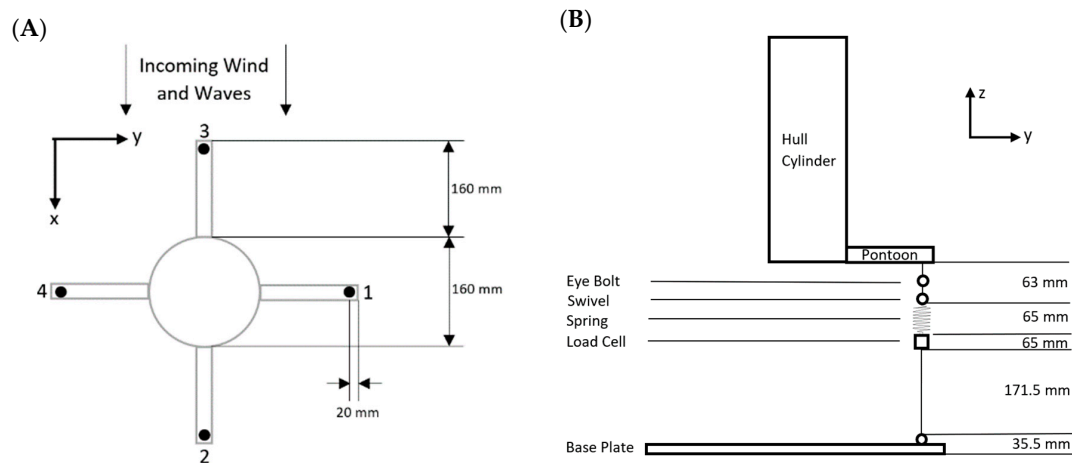 (A)
Incoming Wind
and Waves
y
x
3
160 mm
160 mm
4
1
20 mm
2
(B)
z
y
Hull
Cylinder
Pontoon
Eye Bolt
63 mm
Swivel
Spring
65 mm
Load Cell
65 mm
171.5 mm
Base Plate
35.5 mm